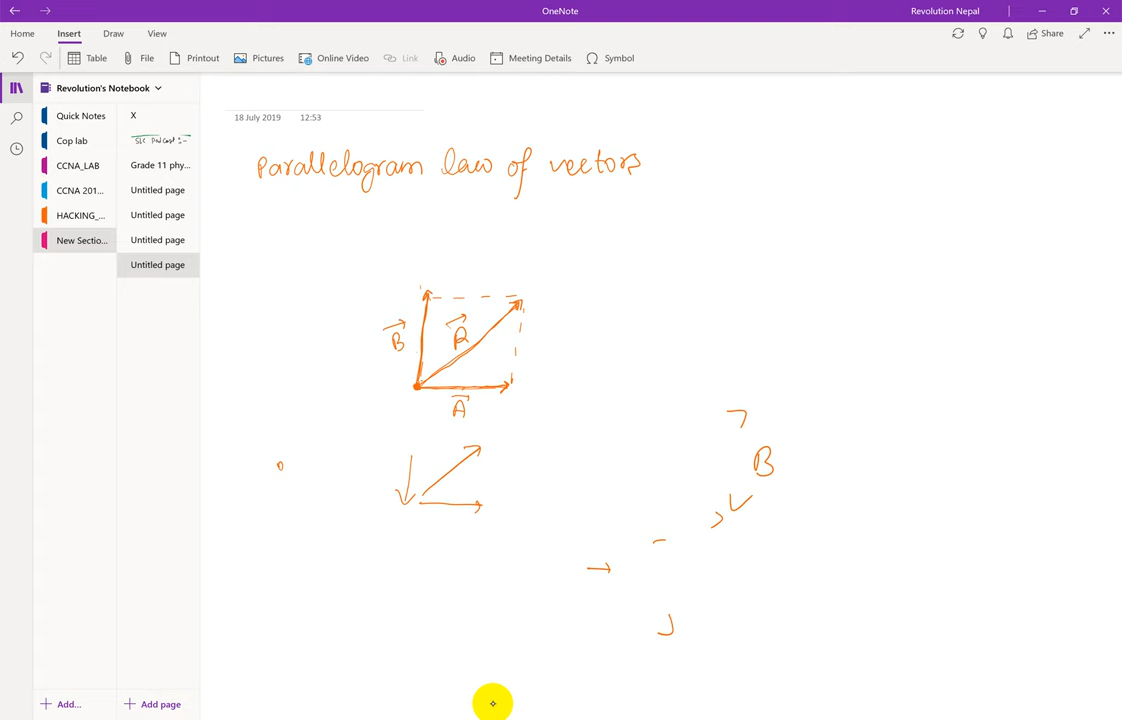 OneNote
Revolution Nepal
Home Insert Draw View
Share
Table File Printout Pictures Online Video Link Audio Meeting Details Symbol
Revolution's Notebook
Quick Notes
Cop lab
CCNA_LAB
CCNA 201...
HACKING_...
New Sectio...
X
Grade 11 phy...
Untitled page
Untitled page
Untitled page
Untitled page
18 July 2019 12:53
Parallelogram law of vectors
B
R
A
B
Add...
Add page